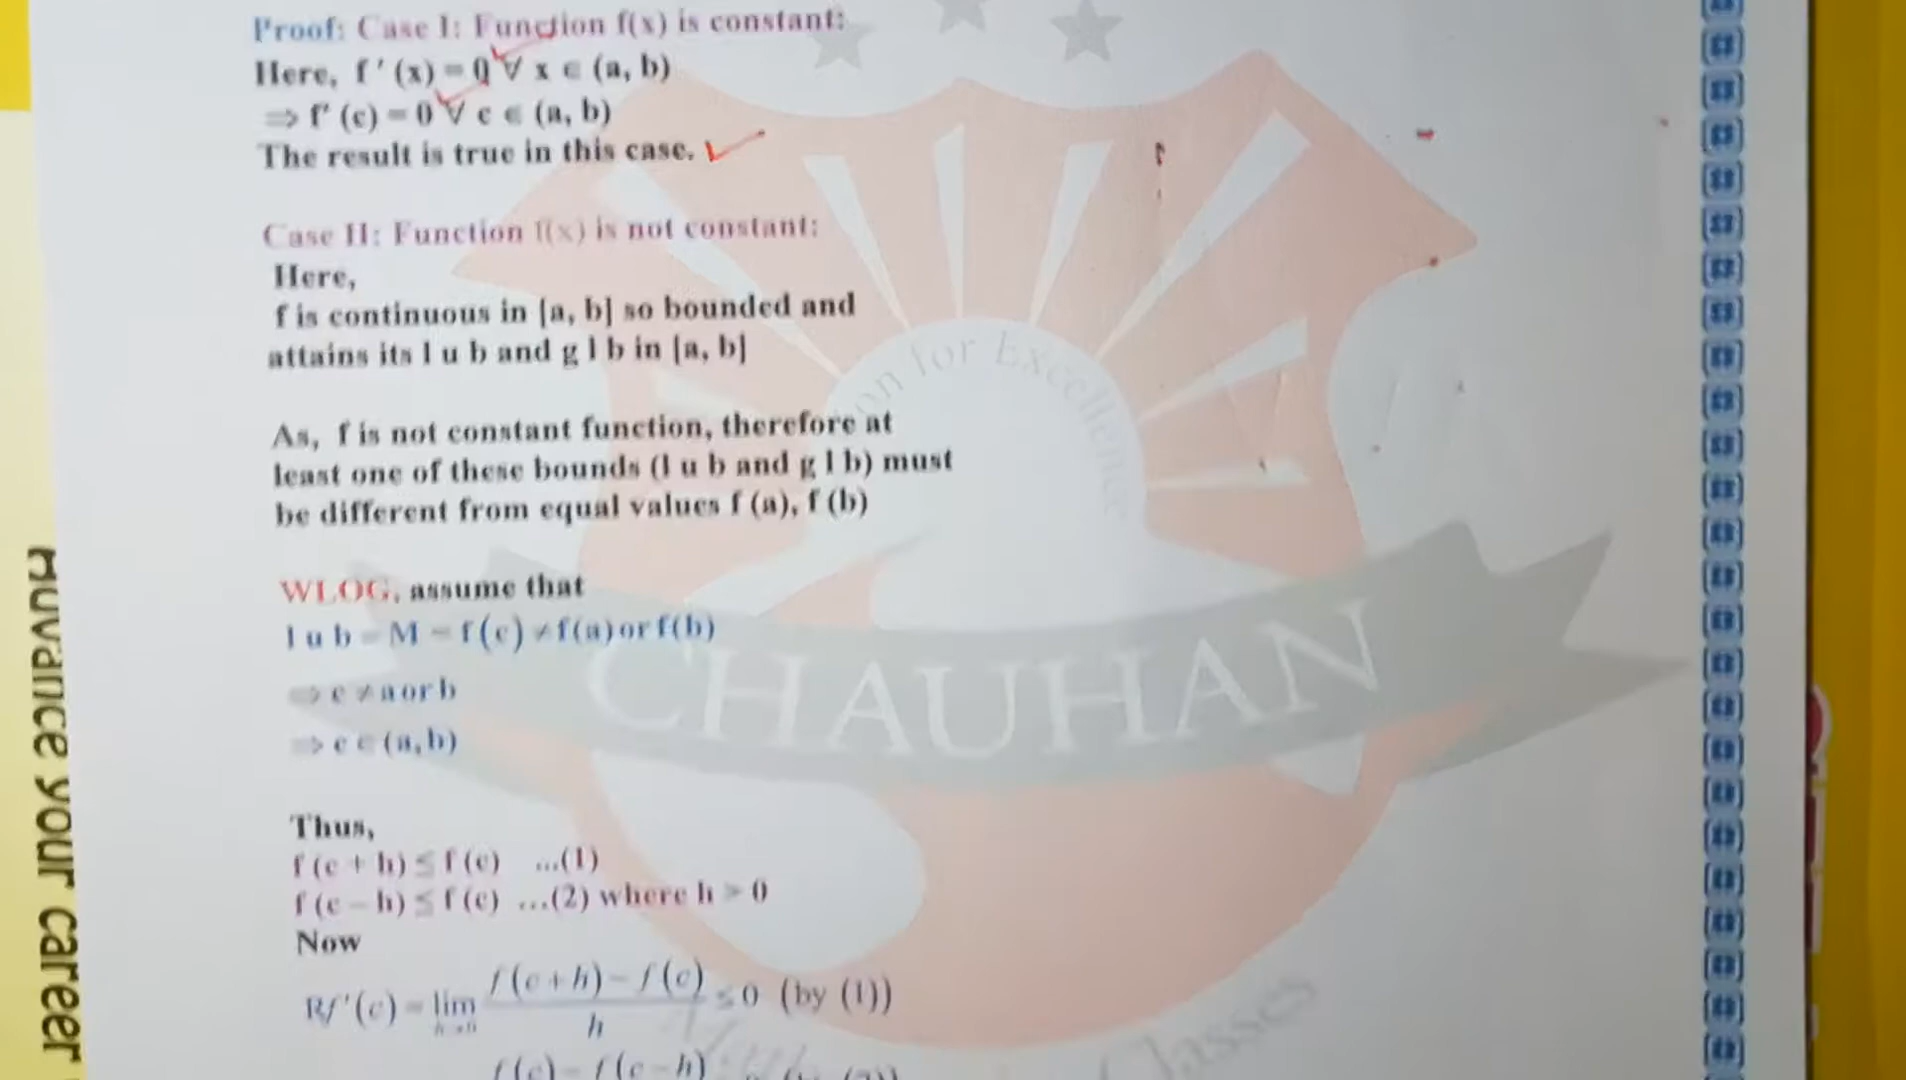 Proof: Case I: Function f(x) is constant:
Here, f ' (x) = 0 ∀ x ∈ (a, b)
⇒ f' (c) = 0 ∀ c ∈ (a, b)
The result is true in this case.
Case II: Function f(x) is not constant:
Here,
f is continuous in [a, b] so bounded and
attains its l u b and g l b in [a, b]
As, f is not constant function, therefore at
least one of these bounds (l u b and g l b) must
be different from equal values f (a), f (b)
WLOG, assume that
l u b = M = f(c) ≠ f(a) or f(b)
⇒ c ≠ a or b
⇒ c ∈ (a, b)
Thus,
f (c + h) ≤ f (c) ...(1)
f (c – h) ≤ f (c) ...(2) where h > 0
Now
Rf '(c) = lim h→0 f (c + h) – f (c) / h ≤ 0 (by (1))
f (c) – f (c – h)
on for Excellence
CHAUHAN
Classes
Advance your career